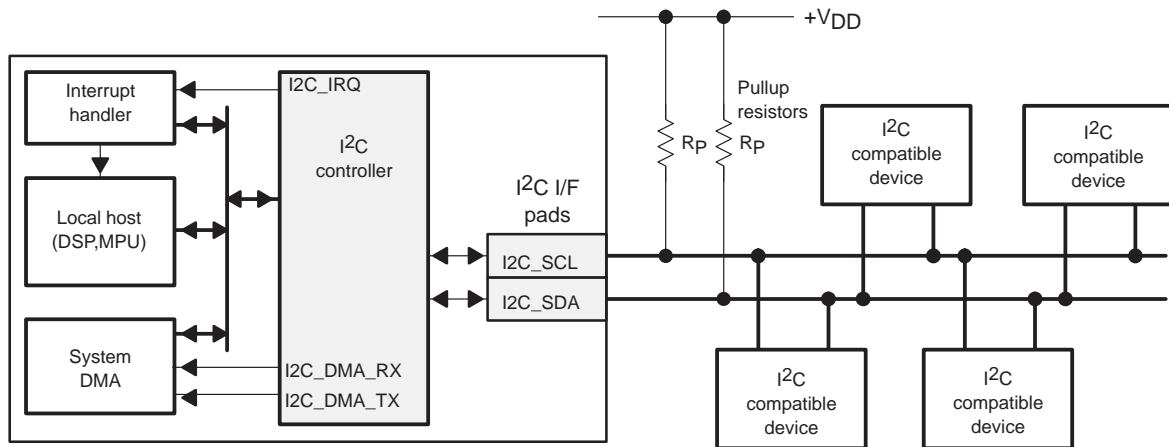 +VDD
Interrupt
handler
I2C_IRQ
I2C
controller
Local host
(DSP,MPU)
System
DMA
I2C_DMA_RX
I2C_DMA_TX
I2C I/F
pads
I2C_SCL
I2C_SDA
Pullup
resistors
RP
RP
I2C
compatible
device
I2C
compatible
device
I2C
compatible
device
I2C
compatible
device